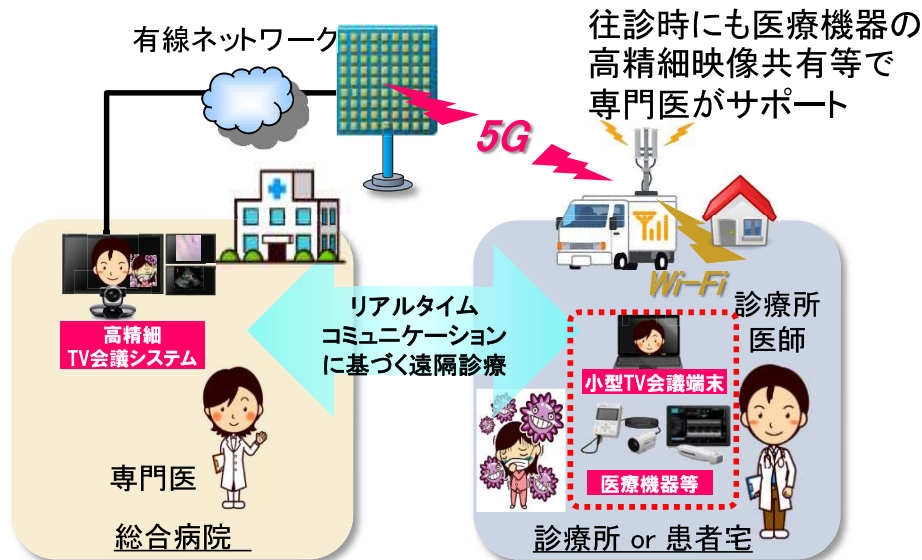 有線ネットワーク
往診時にも医療機器の
高精細映像共有等で
専門医がサポート
5G
Wi-Fi
高精細
TV会議システム
リアルタイム
コミュニケーション
に基づく遠隔診療
診療所
医師
小型TV会議端末
医療機器等
専門医
総合病院
診療所 or 患者宅